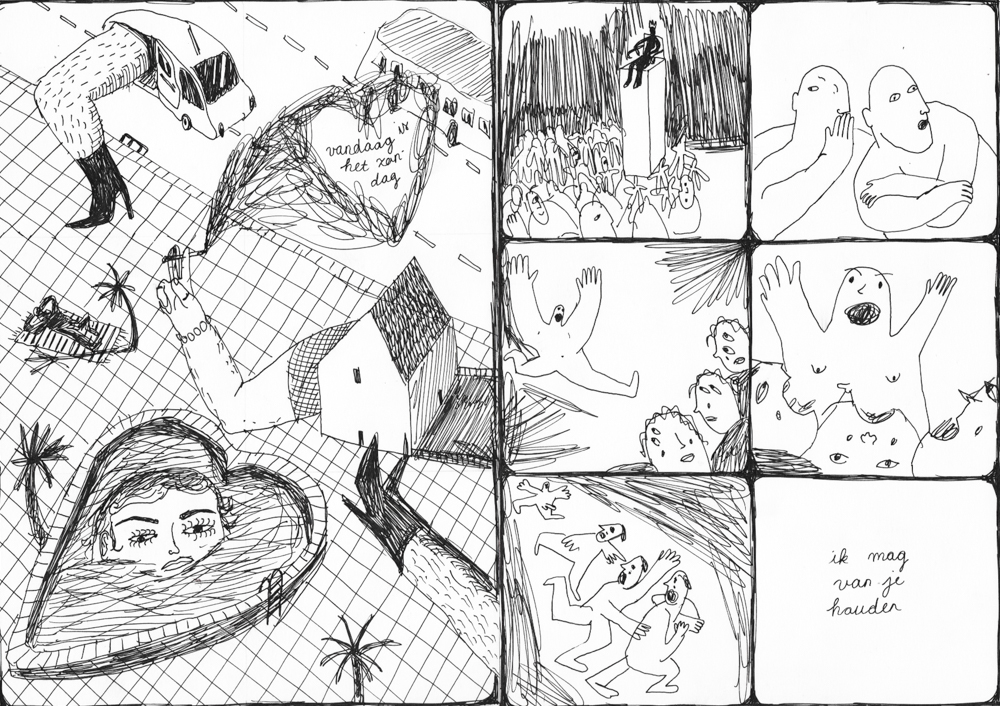 vandaag is
het zon-
dag
ik mag
van je
houden